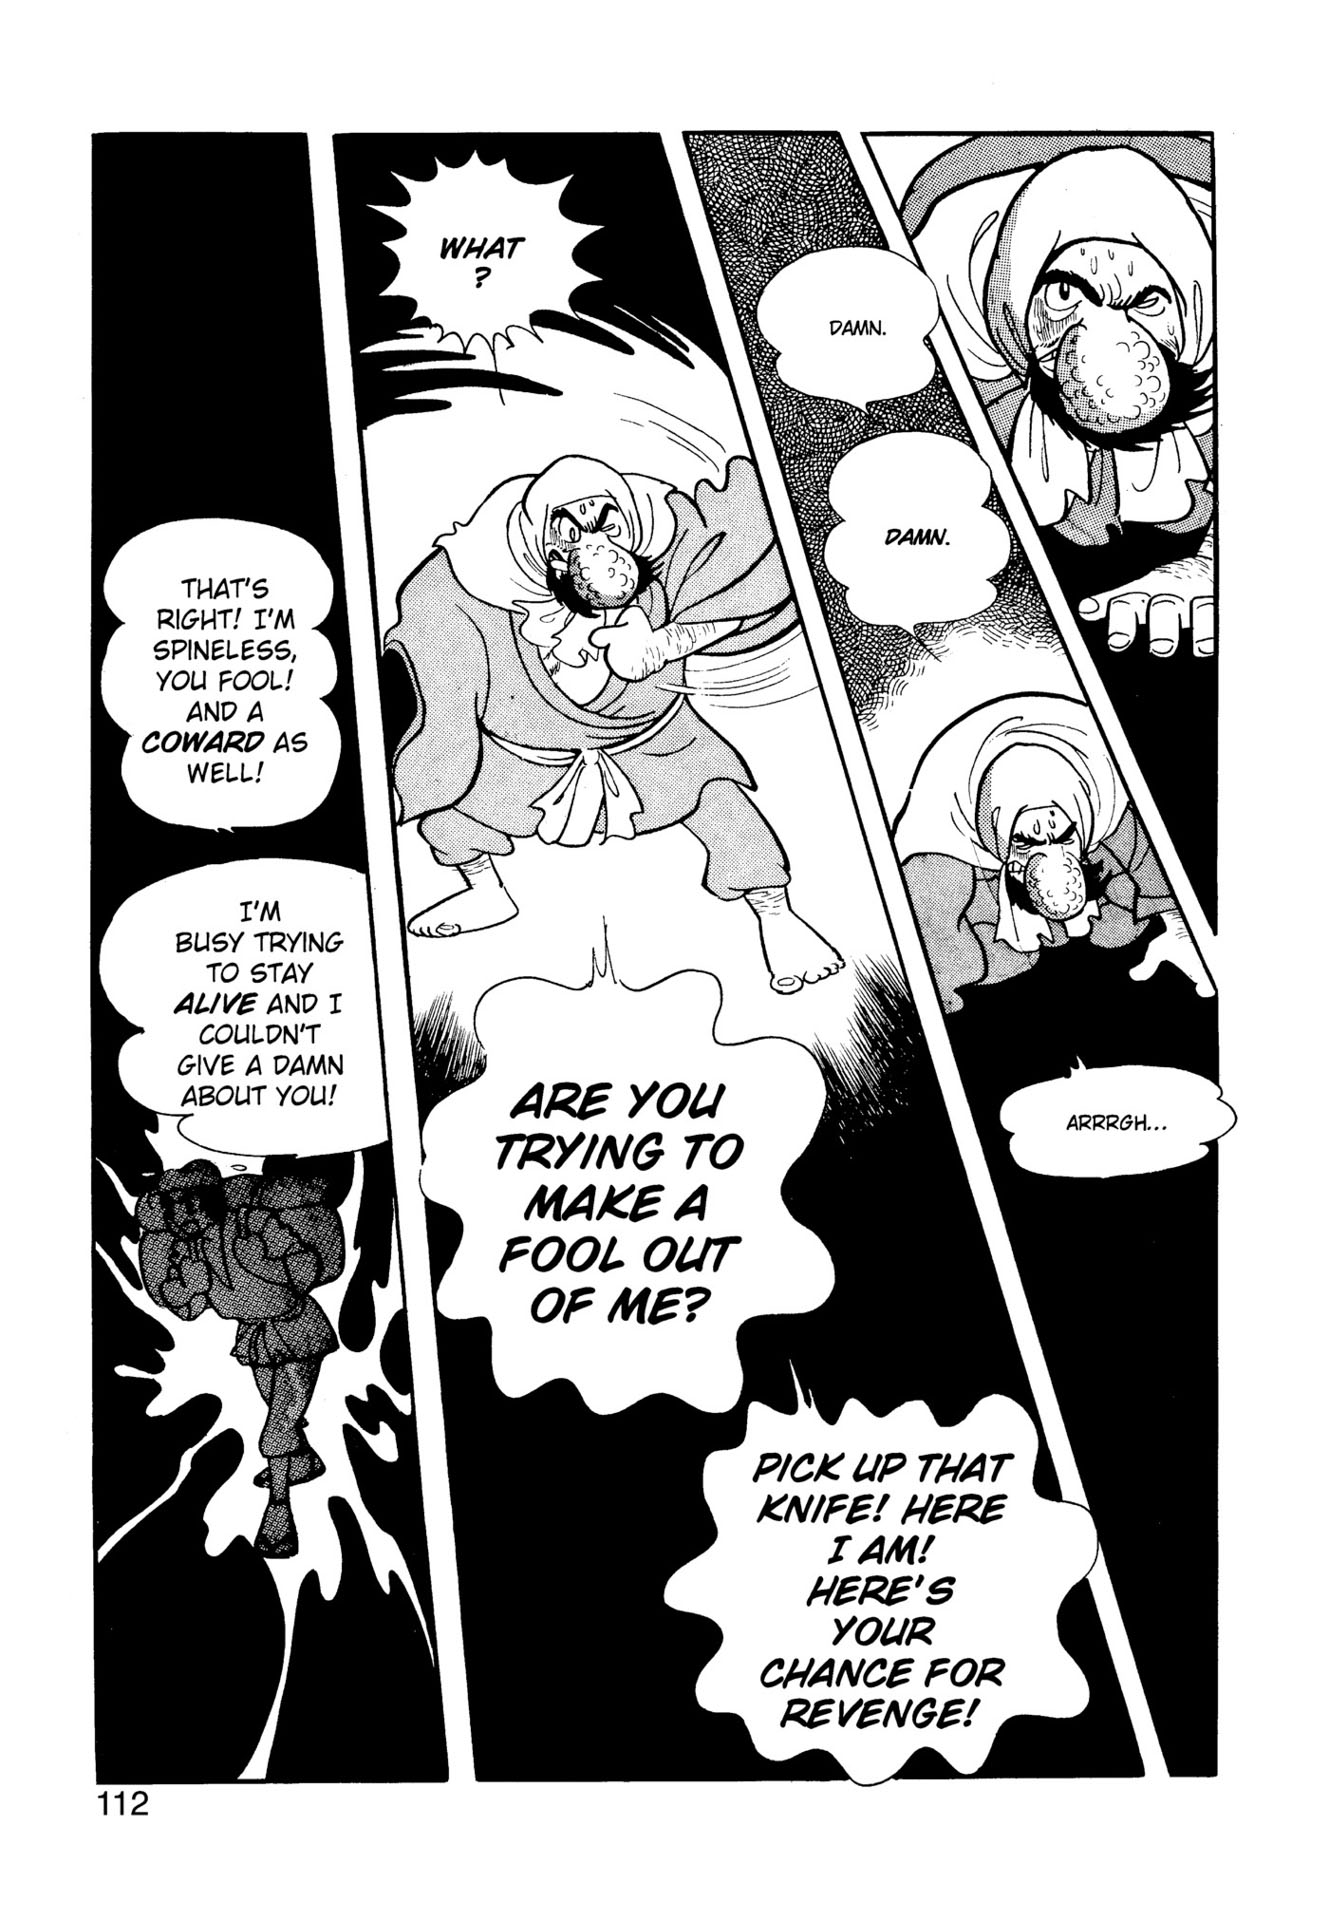 THAT'S
RIGHT! I'M
SPINELESS,
YOU FOOL!
AND A
COWARD AS
WELL!
I'M
BUSY TRYING
TO STAY
ALIVE AND I
COULDN'T
GIVE A DAMN
ABOUT YOU!
WHAT
?
ARE YOU
TRYING TO
MAKE A
FOOL OUT
OF ME?
PICK UP THAT
KNIFE! HERE
I AM!
HERE'S
YOUR
CHANCE FOR
REVENGE!
DAMN.
DAMN.
ARRRGH...
112